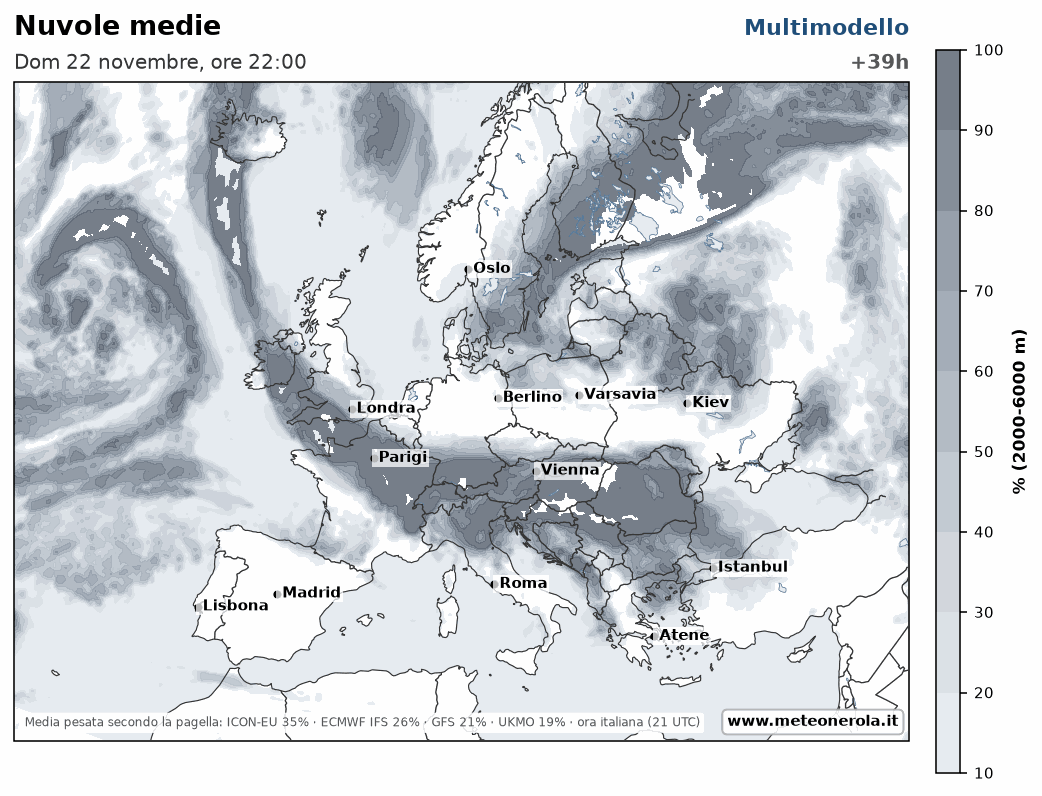 Nuvole medie
Multimodello
Dom 22 novembre, ore 22:00
+39h
100
90
80
70
60
50
40
30
20
10
% (2000-6000 m)
Oslo
Londra
Berlino
Varsavia
Kiev
Parigi
Vienna
Istanbul
Roma
Madrid
Lisbona
Atene
Media pesata secondo la pagella: ICON-EU 35% · ECMWF IFS 26% · GFS 21% · UKMO 19% · ora italiana (21 UTC)
www.meteonerola.it